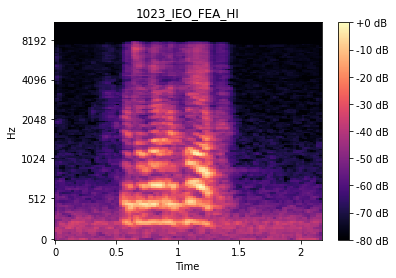 1023_IEO_FEA_HI
+0 dB
8192
-10 dB
4096
-20 dB
-30 dB
2048
Hz
-40 dB
1024
-50 dB
512
-60 dB
-70 dB
0
-80 dB
0 0.5 1 1.5 2
Time